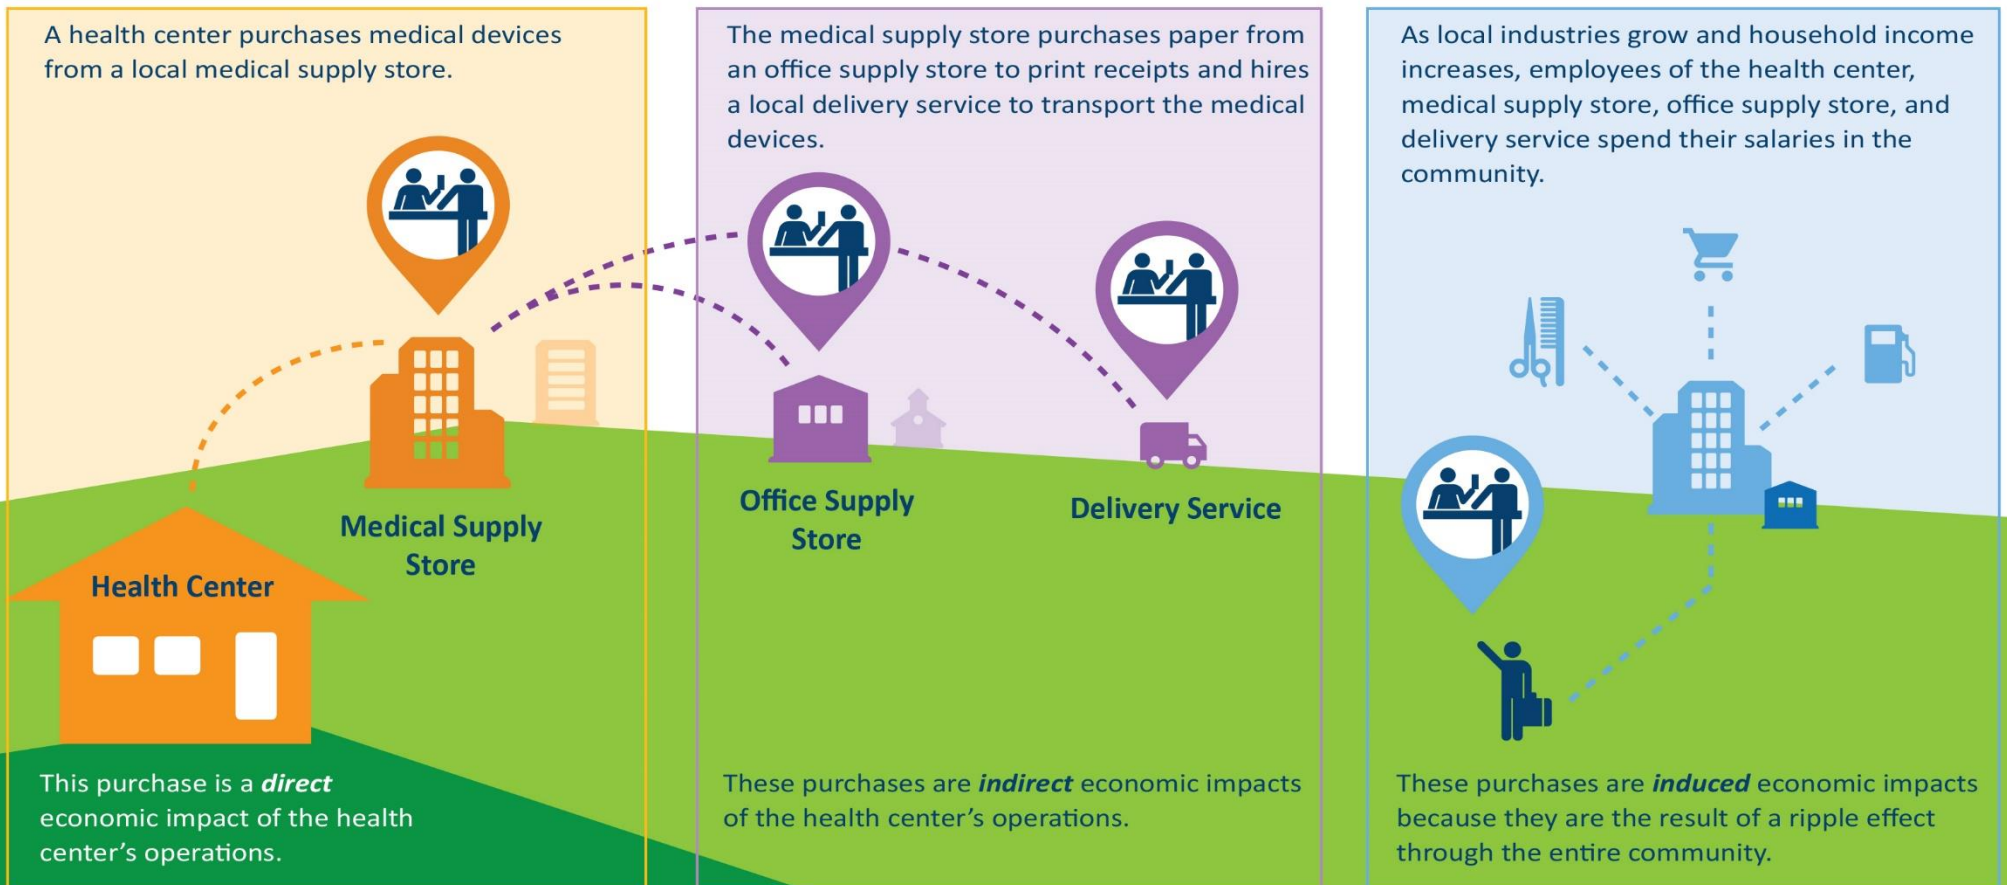 A health center purchases medical devices
from a local medical supply store.
Medical Supply
Store
Health Center
This purchase is a direct
economic impact of the health
center’s operations.
The medical supply store purchases paper from
an office supply store to print receipts and hires
a local delivery service to transport the medical
devices.
Office Supply
Store
Delivery Service
These purchases are indirect economic impacts
of the health center’s operations.
As local industries grow and household income
increases, employees of the health center,
medical supply store, office supply store, and
delivery service spend their salaries in the
community.
These purchases are induced economic impacts
because they are the result of a ripple effect
through the entire community.